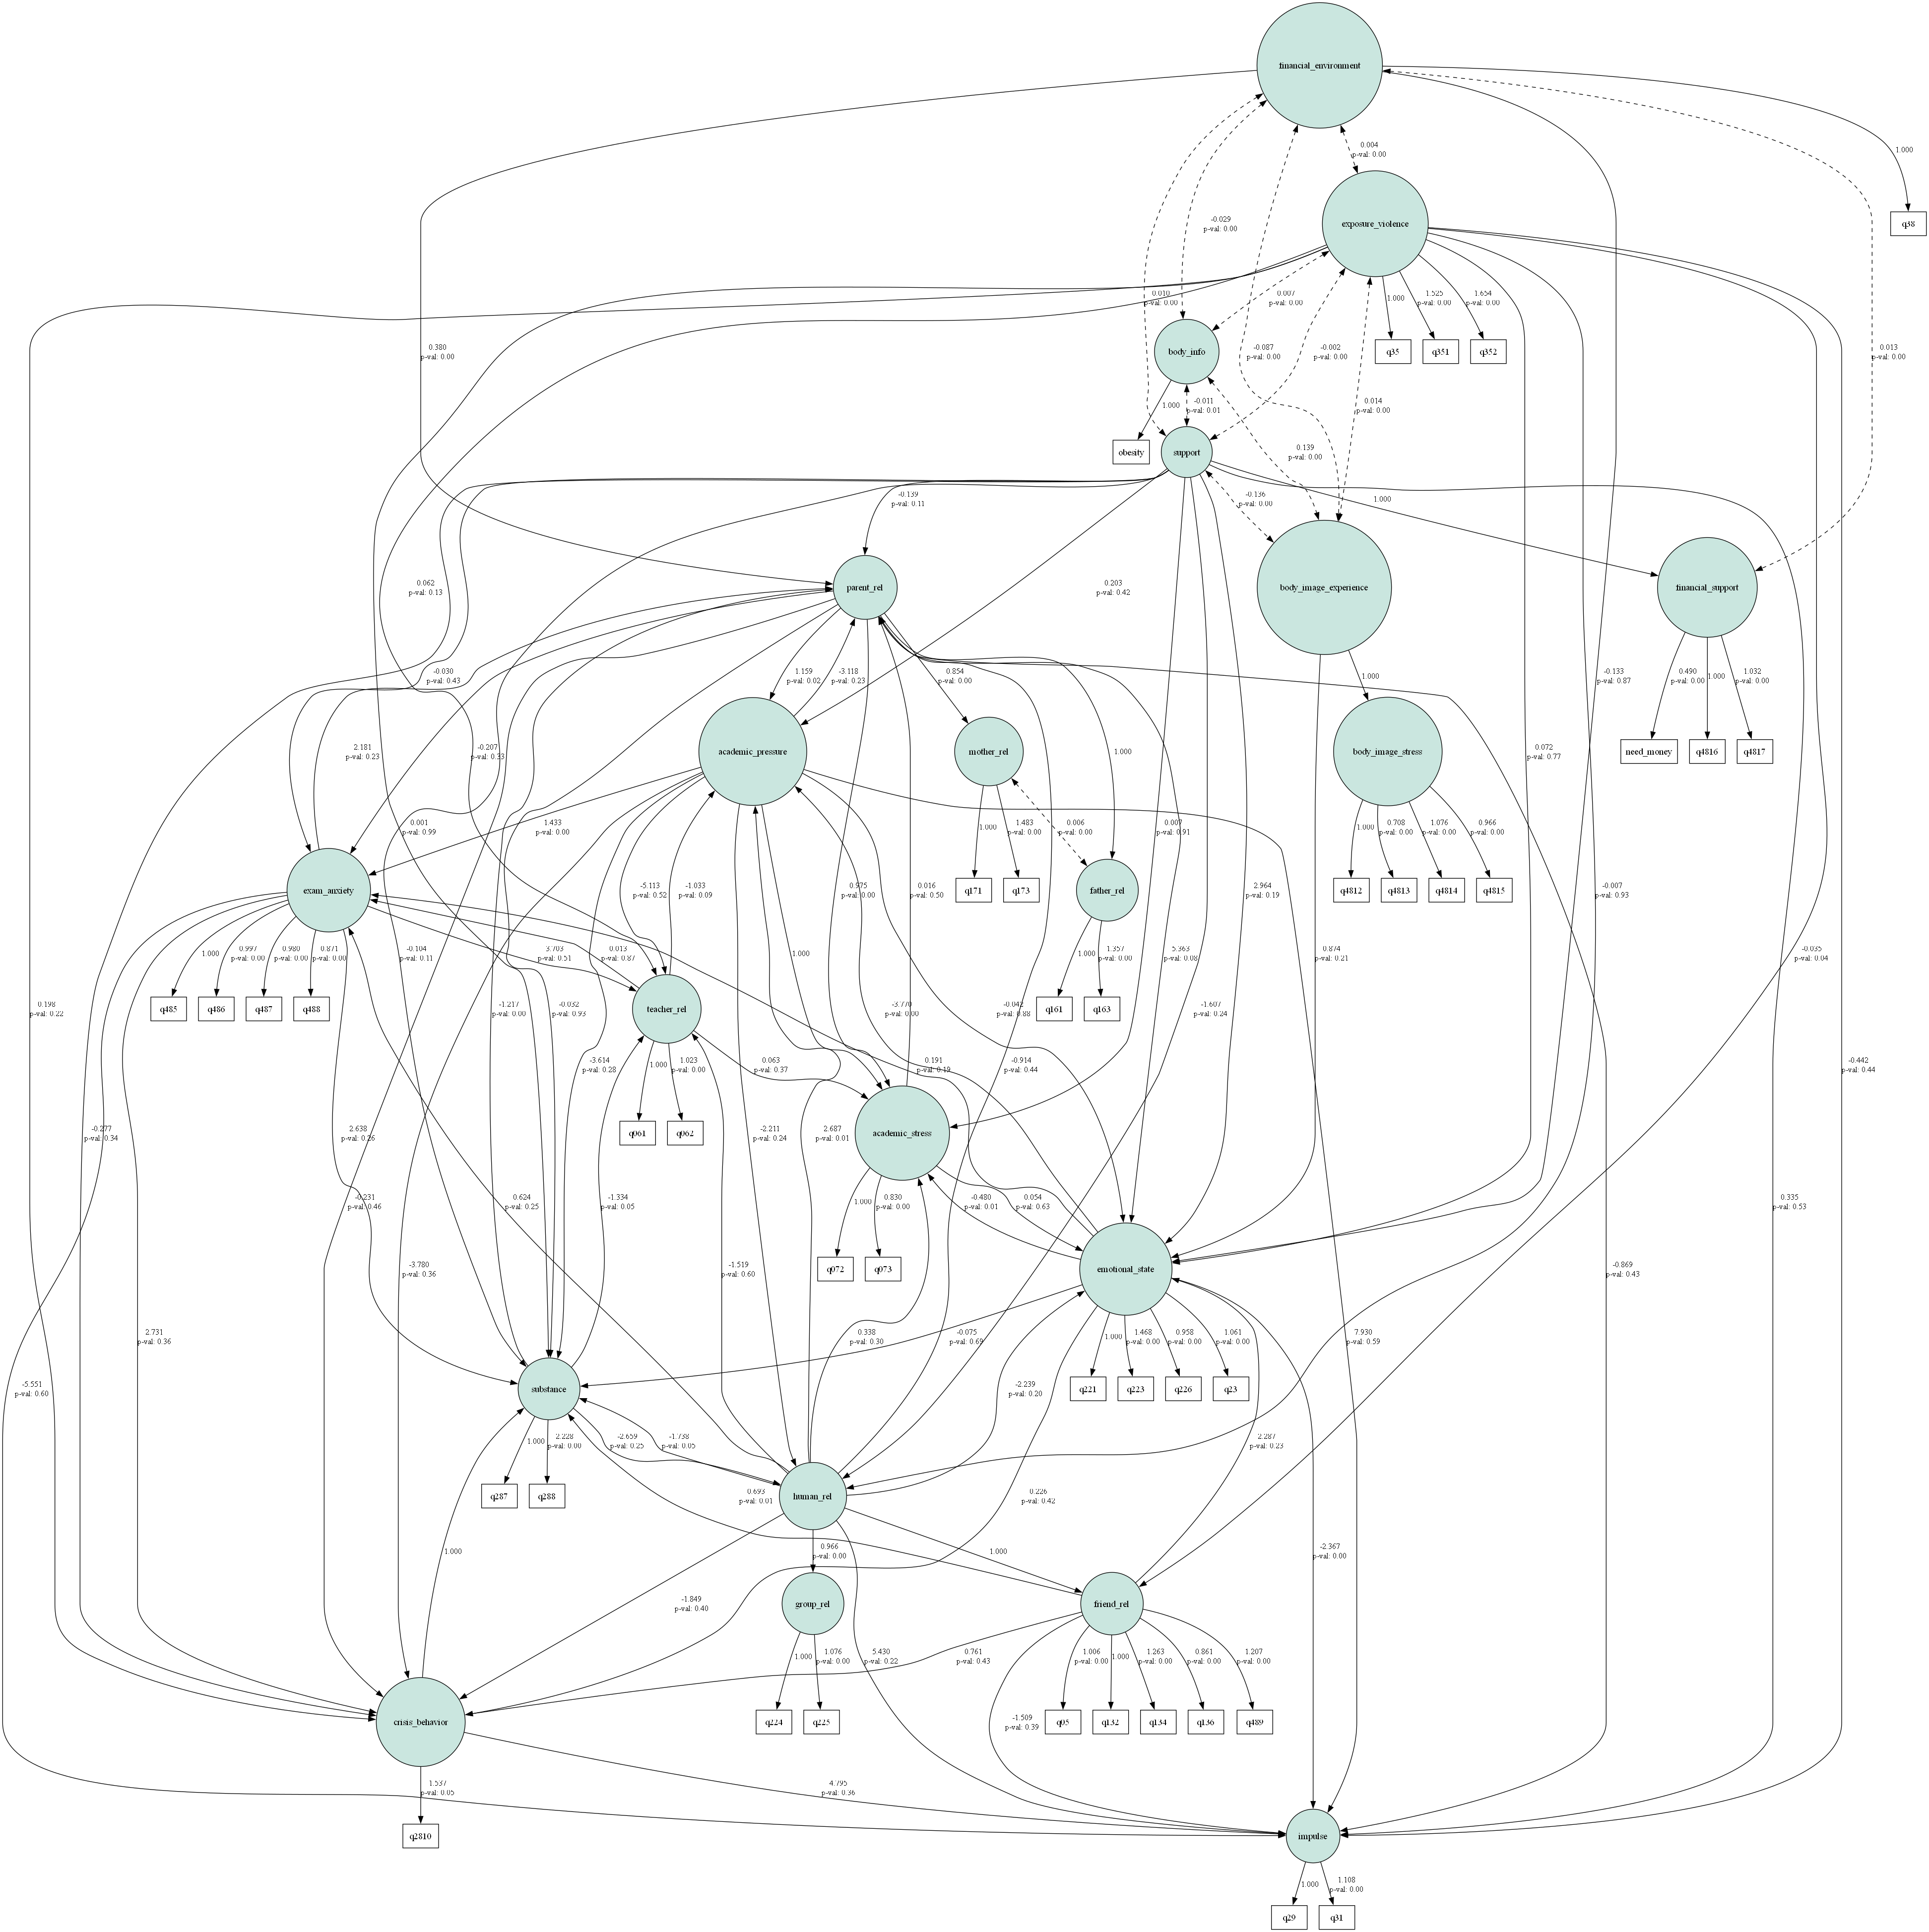 financial_environment
0.004
p-val: 0.00
1.000
q38
exposure_violence
-0.029
p-val: 0.00
0.010
p-val: 0.00
0.007
p-val: 0.00
1.000
1.525
p-val: 0.00
1.654
p-val: 0.00
q35
q351
q352
body_info
0.380
p-val: 0.00
-0.087
p-val: 0.00
-0.002
p-val: 0.00
0.013
p-val: 0.00
1.000
-0.011
p-val: 0.01
0.014
p-val: 0.00
obesity
support
0.139
p-val: 0.00
-0.139
p-val: 0.11
-0.136
p-val: 0.00
1.000
0.062
p-val: 0.13
parent_rel
0.203
p-val: 0.42
body_image_experience
financial_support
-0.030
p-val: 0.43
1.159
p-val: 0.02
-3.118
p-val: 0.23
0.854
p-val: 0.00
1.000
0.490
p-val: 0.00
1.000
1.032
p-val: 0.00
-0.133
p-val: 0.87
2.181
p-val: 0.23
-0.207
p-val: 0.33
academic_pressure
mother_rel
1.000
body_image_stress
need_money
q4816
q4817
0.072
p-val: 0.77
0.001
p-val: 0.99
1.433
p-val: 0.00
1.000
1.483
p-val: 0.00
0.006
p-val: 0.00
0.007
p-val: 0.91
1.000
0.708
p-val: 0.00
1.076
p-val: 0.00
0.966
p-val: 0.00
exam_anxiety
-5.113
p-val: 0.52
-1.033
p-val: 0.09
0.975
p-val: 0.00
0.016
p-val: 0.50
q171
q173
father_rel
2.964
p-val: 0.19
q4812
q4813
q4814
q4815
-0.007
p-val: 0.93
1.000
0.997
p-val: 0.00
0.980
p-val: 0.00
0.871
p-val: 0.00
-0.104
p-val: 0.11
3.703
p-val: 0.51
0.013
p-val: 0.87
1.000
1.000
1.357
p-val: 0.00
5.363
p-val: 0.08
0.874
p-val: 0.21
-0.035
p-val: 0.04
0.198
p-val: 0.22
q485
q486
q487
q488
-1.217
p-val: 0.00
-0.032
p-val: 0.93
teacher_rel
-3.770
p-val: 0.00
-0.042
p-val: 0.88
q161
q163
-1.607
p-val: 0.24
-3.614
p-val: 0.28
1.000
1.023
p-val: 0.00
0.063
p-val: 0.37
0.191
p-val: 0.19
-0.914
p-val: 0.44
-0.442
p-val: 0.44
-0.277
p-val: 0.34
2.638
p-val: 0.26
q061
q062
-2.211
p-val: 0.24
2.687
p-val: 0.01
academic_stress
-0.231
p-val: 0.46
0.624
p-val: 0.25
-1.334
p-val: 0.05
1.000
0.830
p-val: 0.00
-0.480
p-val: 0.01
0.054
p-val: 0.63
0.335
p-val: 0.53
-3.780
p-val: 0.36
-1.519
p-val: 0.60
q072
q073
emotional_state
-0.869
p-val: 0.43
2.731
p-val: 0.36
0.338
p-val: 0.30
-0.075
p-val: 0.69
1.000
1.468
p-val: 0.00
0.958
p-val: 0.00
1.061
p-val: 0.00
7.930
p-val: 0.59
-5.551
p-val: 0.60
substance
-2.239
p-val: 0.20
q221
q223
q226
q23
1.000
2.228
p-val: 0.00
-2.659
p-val: 0.25
-1.738
p-val: 0.05
2.287
p-val: 0.23
q287
q288
0.693
p-val: 0.01
human_rel
0.226
p-val: 0.42
1.000
0.966
p-val: 0.00
1.000
-2.367
p-val: 0.00
-1.849
p-val: 0.40
group_rel
friend_rel
1.000
1.076
p-val: 0.00
5.430
p-val: 0.22
0.761
p-val: 0.43
1.006
p-val: 0.00
1.000
1.263
p-val: 0.00
0.861
p-val: 0.00
1.207
p-val: 0.00
crisis_behavior
q224
q225
-1.509
p-val: 0.39
q05
q132
q134
q136
q489
1.537
p-val: 0.05
4.795
p-val: 0.36
q2810
impulse
1.000
1.108
p-val: 0.00
q29
q31